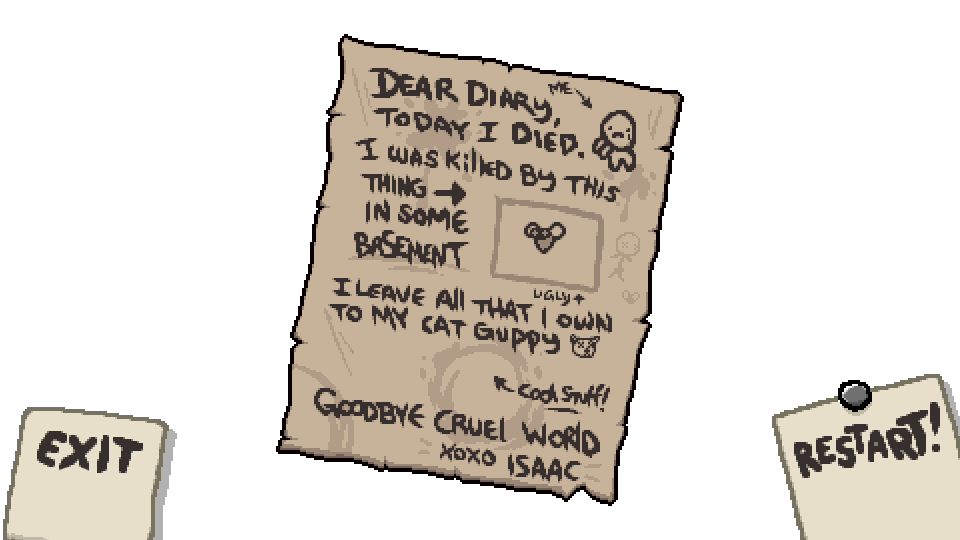 ME
DEAR DIARY,
TODAY I DIED.
I WAS KillED BY THIS
THING
IN SOME
BASEMENT
UGLY
I LEAVE All THAT I OWN
TO MY CAT GUPPY
Cool Stuff!
GOODBYE CRUEl WORlD
XOXO ISAAC
EXIT
RESTART!